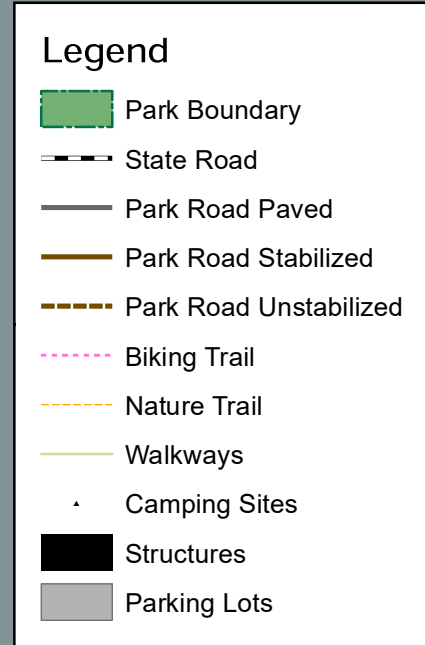 Legend
Park Boundary
State Road
Park Road Paved
Park Road Stabilized
Park Road Unstabilized
Biking Trail
Nature Trail
Walkways
Camping Sites
Structures
Parking Lots